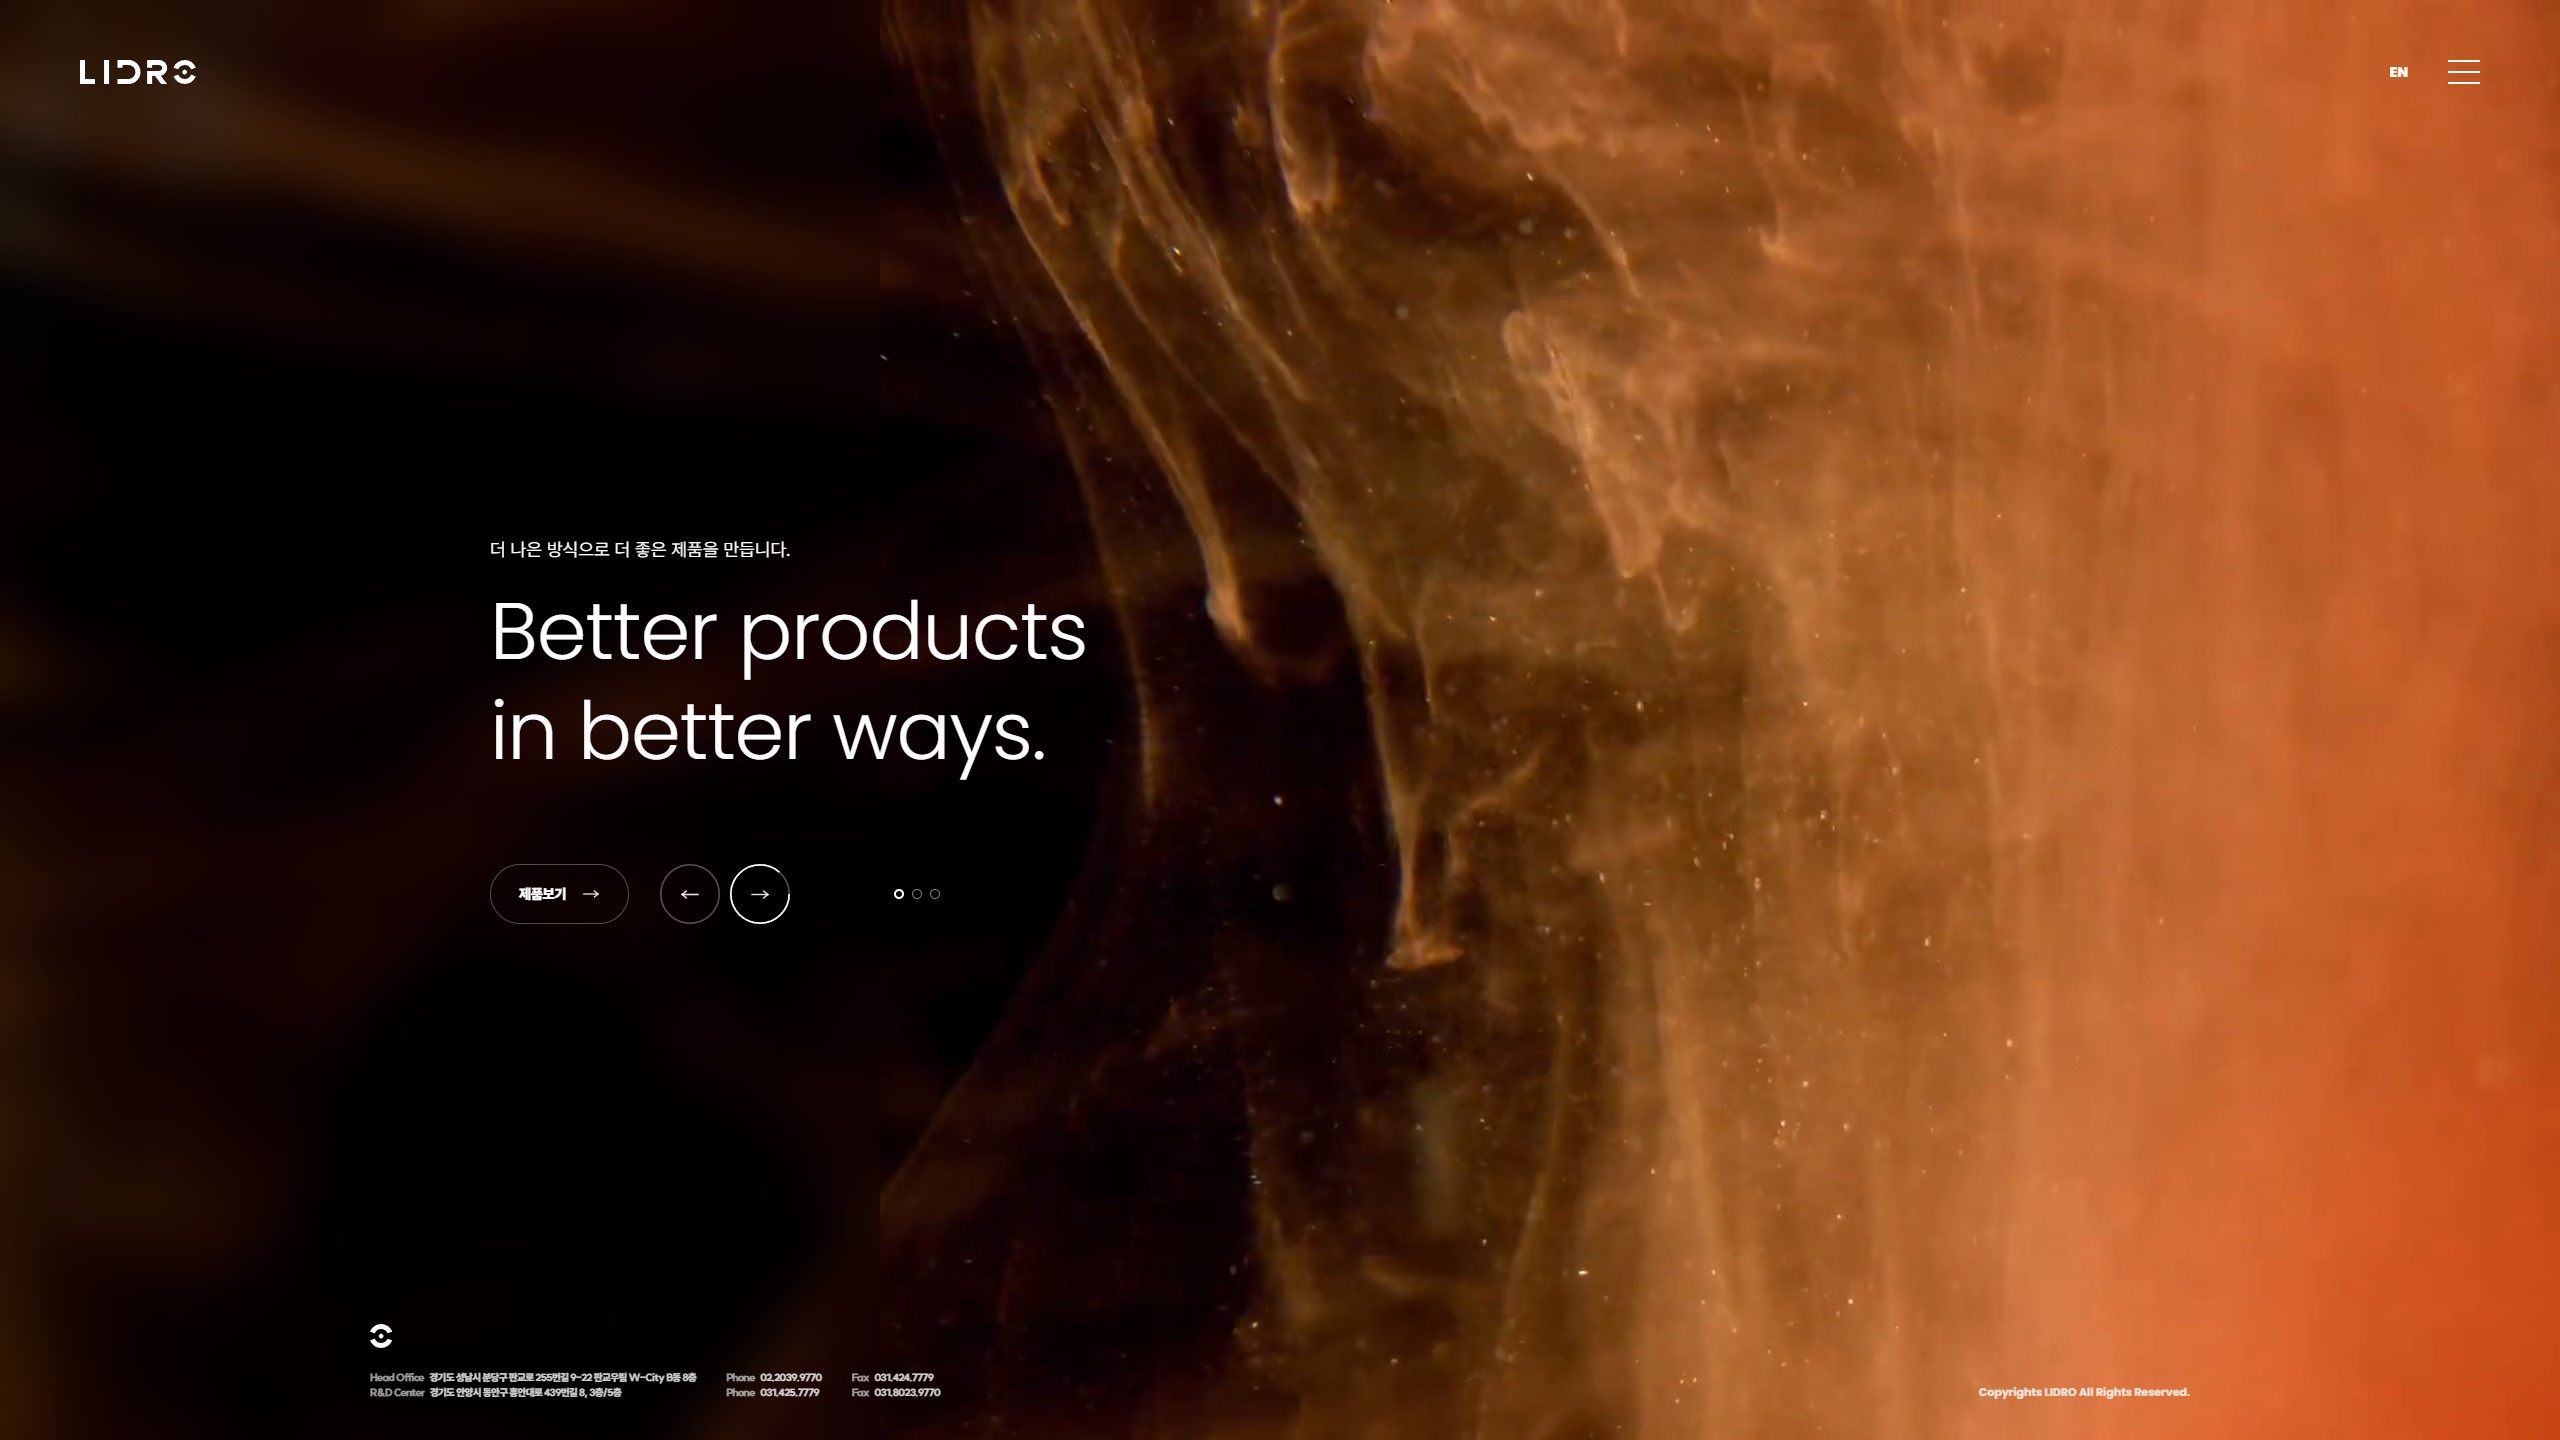 LIDRO
EN
더 나은 방식으로 더 좋은 제품을 만듭니다.
Better products
in better ways.
제품보기
Head Office 경기도 성남시 분당구 판교로 255번길 9-22 판교우림 W-City B동 8층 Phone 02.2039.9770 Fax 031.424.7779
R&D Center 경기도 안양시 동안구 흥안대로 439번길 8, 3층/5층 Phone 031.425.7779 Fax 031.8023.9770
Copyrights LIDRO All Rights Reserved.